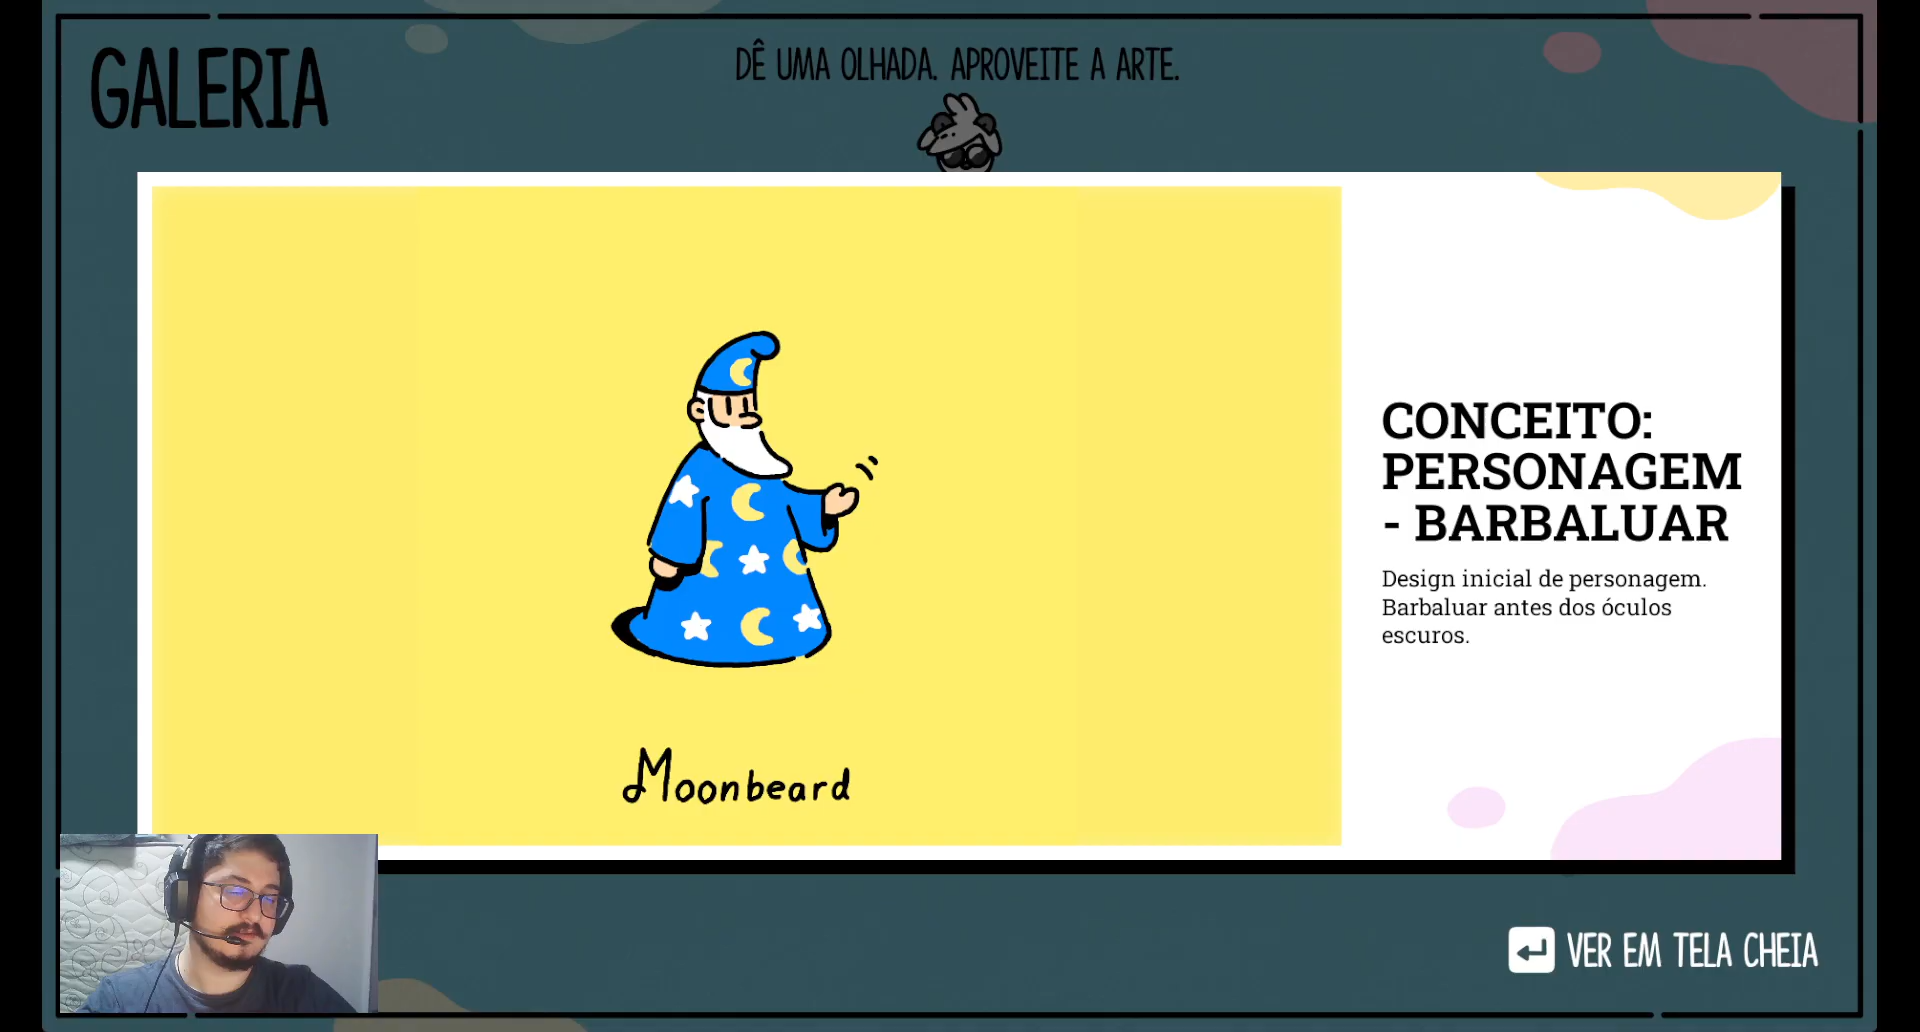 GALERIA
DÊ UMA OLHADA. APROVEITE A ARTE.
CONCEITO:
PERSONAGEM
- BARBALUAR
Design inicial de personagem.
Barbaluar antes dos óculos
escuros.
Moonbeard
VER EM TELA CHEIA